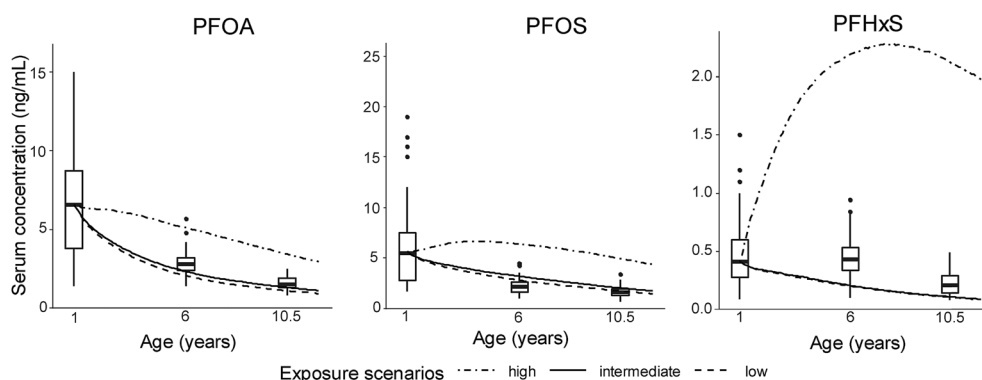 PFOA
PFOS
PFHxS
Serum concentration (ng/mL)
15
10
5
0
25
20
15
10
5
0
2.0
1.5
1.0
0.5
0.0
1 6 10.5
1 6 10.5
1 6 10.5
Age (years)
Age (years)
Age (years)
Exposure scenarios high intermediate low